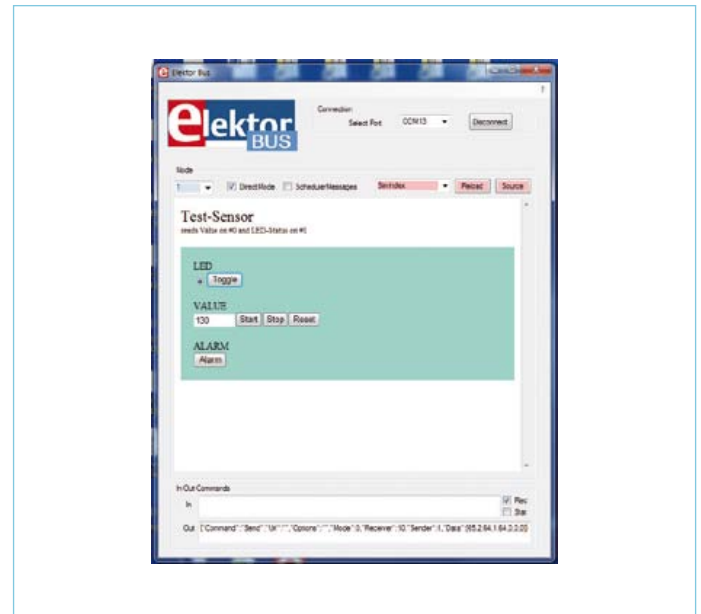 Elektor Bus
elektor
BUS
Connection
Select Port COM13 Disconnect
Node
1 DirectMode SchedulerMessages Reload Source
Test-Sensor
sends Value on #0 and LED-Status on #1
LED
Toggle
VALUE
130 Start Stop Reset
ALARM
Alarm
In Out Commands
In Rec
Out